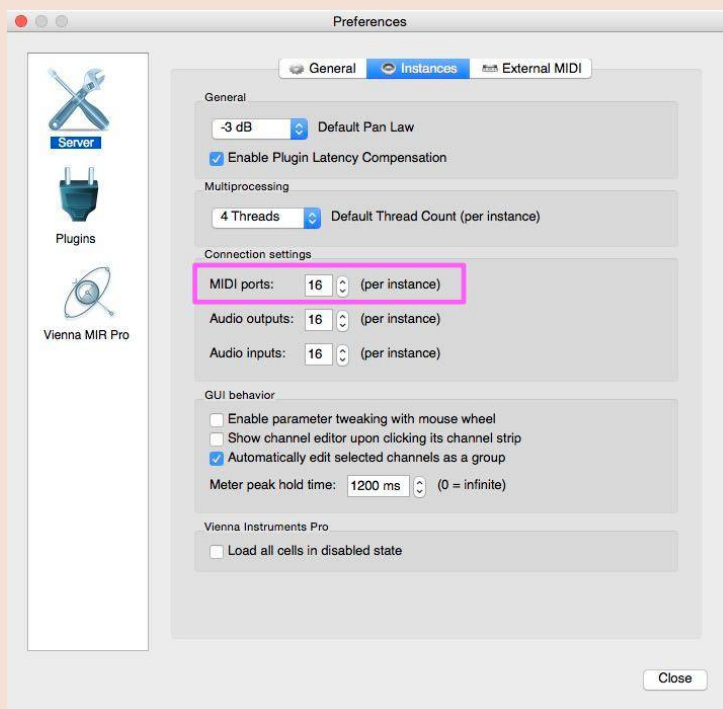 Preferences
Server
Plugins
Vienna MIR Pro
General Instances External MIDI
General
-3 dB Default Pan Law
Enable Plugin Latency Compensation
Multiprocessing
4 Threads Default Thread Count (per instance)
Connection settings
MIDI ports: 16 (per instance)
Audio outputs: 16 (per instance)
Audio inputs: 16 (per instance)
GUI behavior
Enable parameter tweaking with mouse wheel
Show channel editor upon clicking its channel strip
Automatically edit selected channels as a group
Meter peak hold time: 1200 ms (0 = infinite)
Vienna Instruments Pro
Load all cells in disabled state
Close